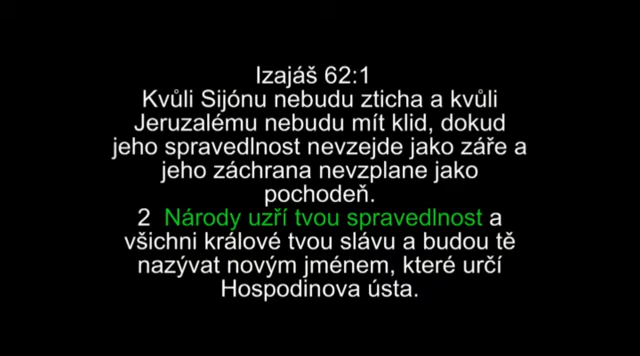 Izajáš 62:1
Kvůli Sijónu nebudu zticha a kvůli
Jeruzalému nebudu mít klid, dokud
jeho spravedlnost nevzejde jako záře a
jeho záchrana nevzplane jako
pochodeň.
2 Národy uzří tvou spravedlnost a
všichni králové tvou slávu a budou tě
nazývat novým jménem, které určí
Hospodinova ústa.